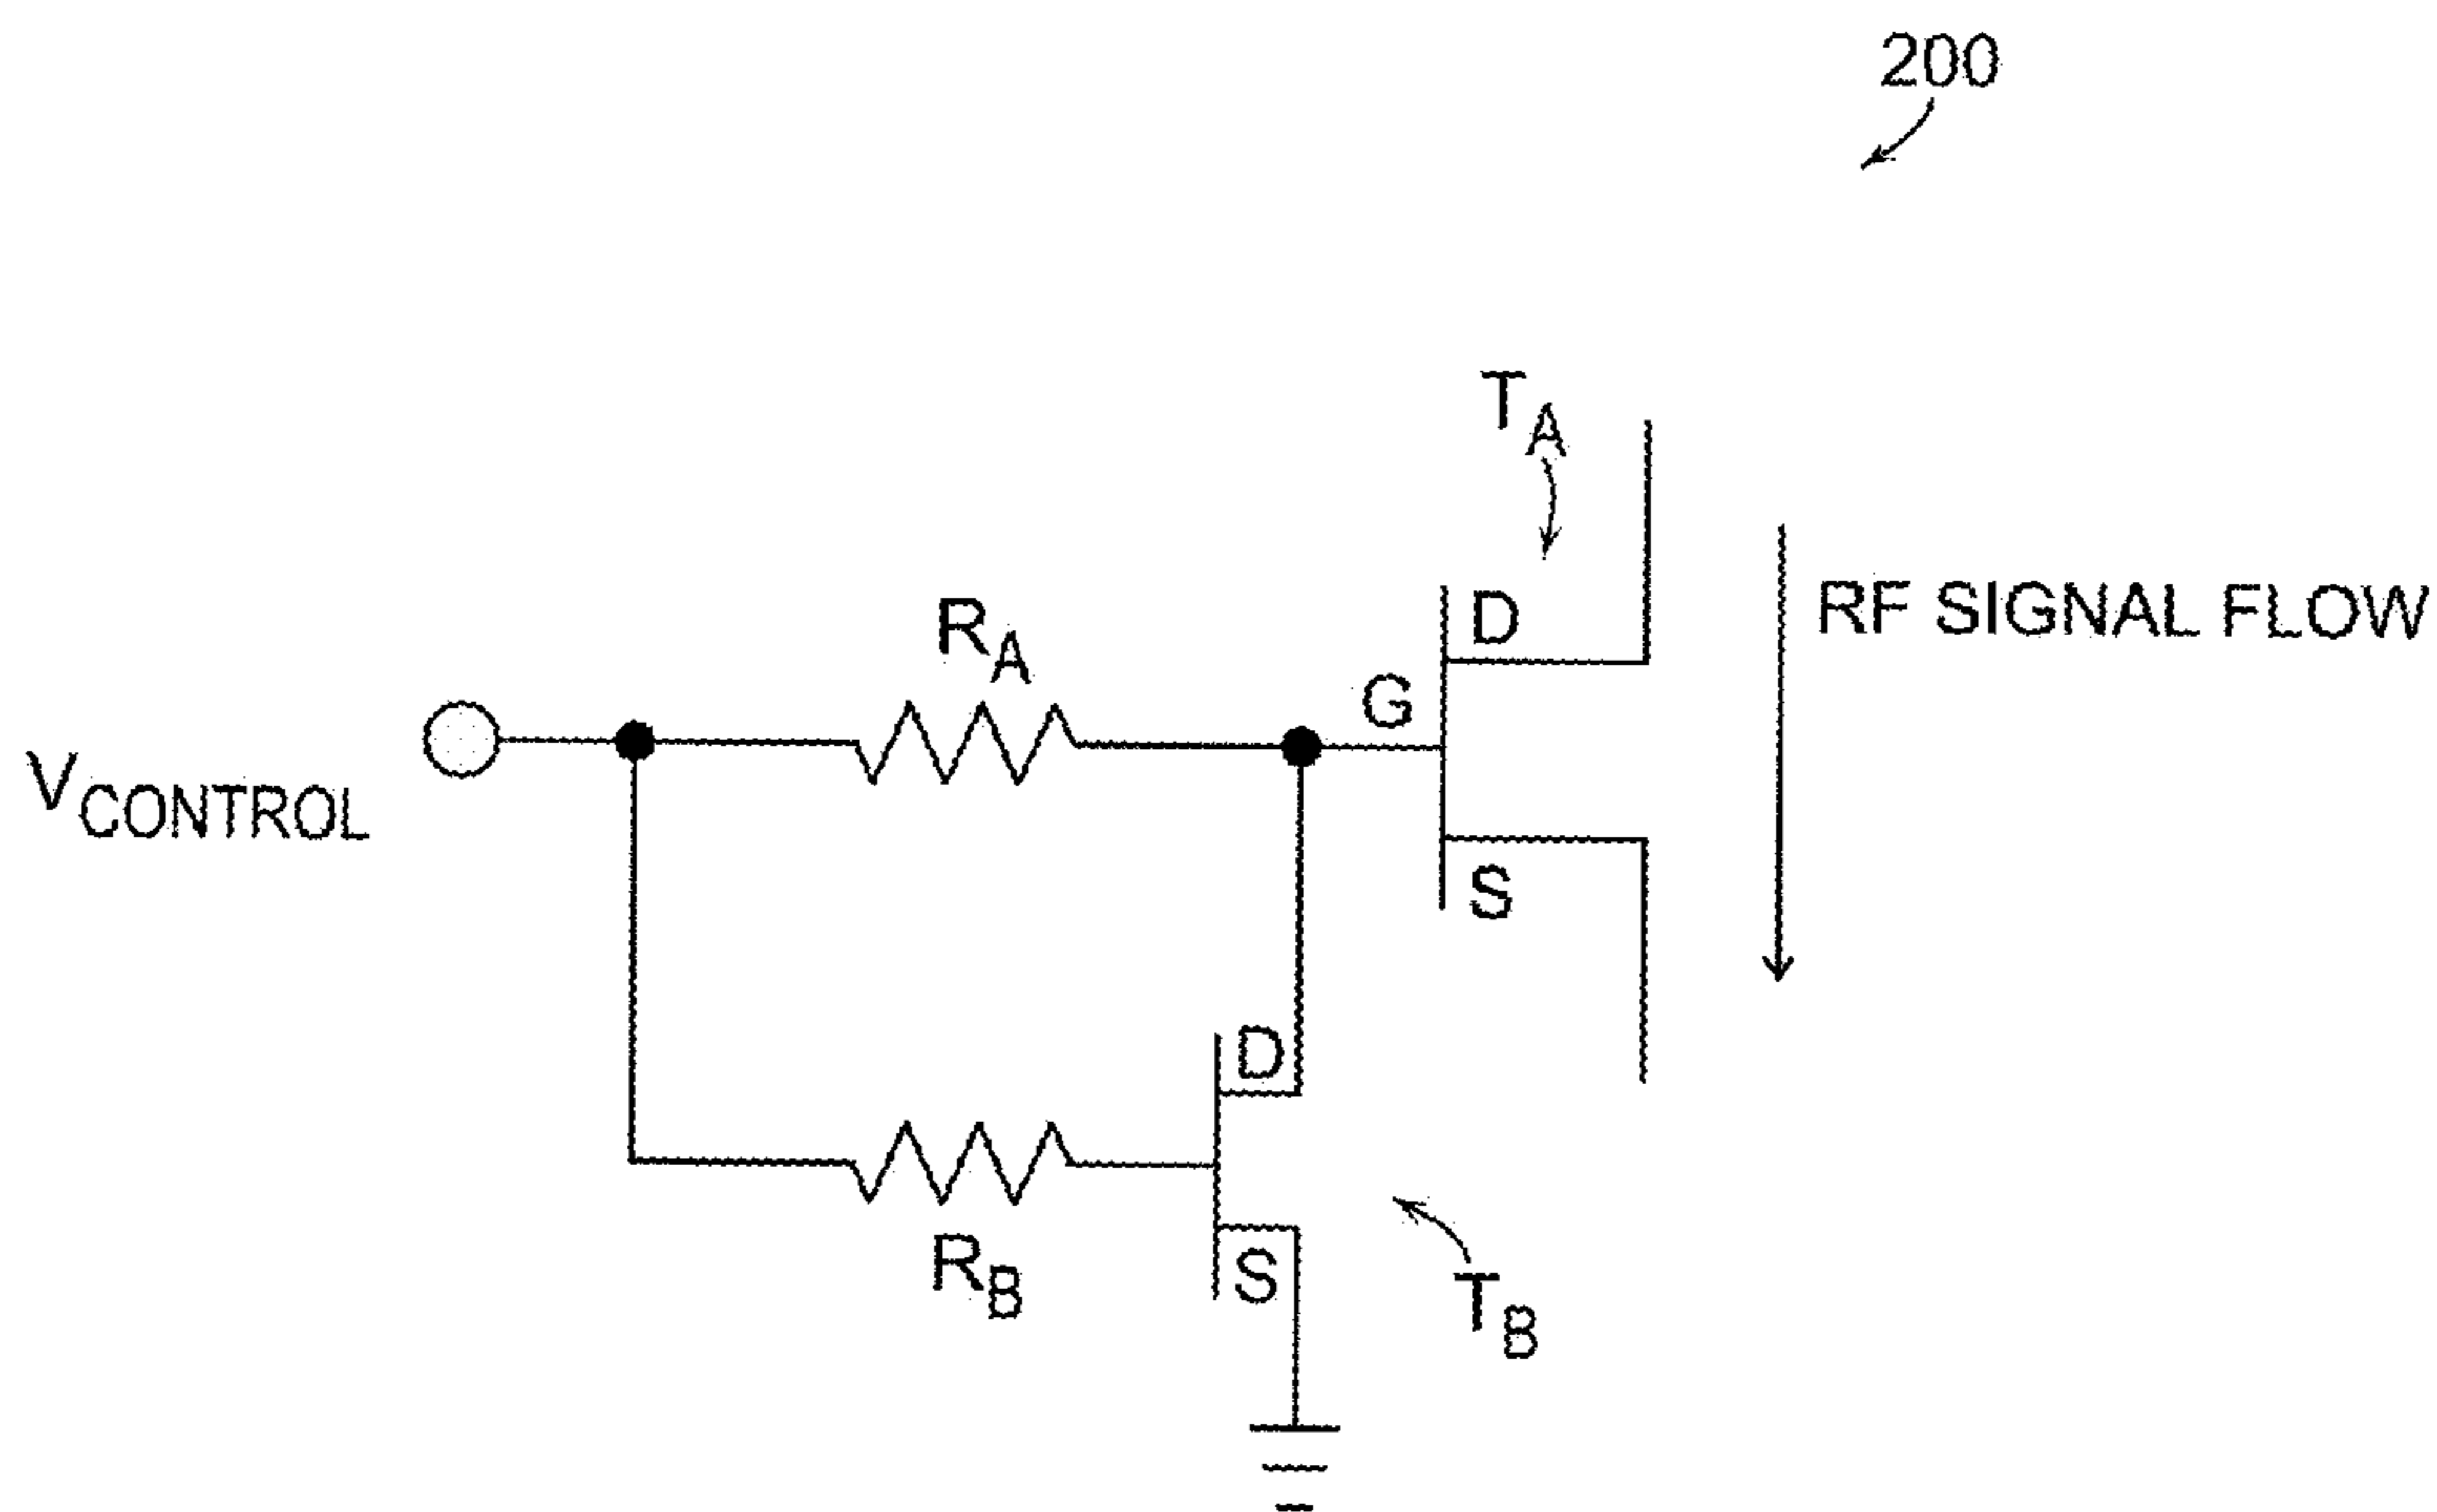 200
TA
D
RF SIGNAL FLOW
RA
G
VCONTROL
S
D
RB
S
TB